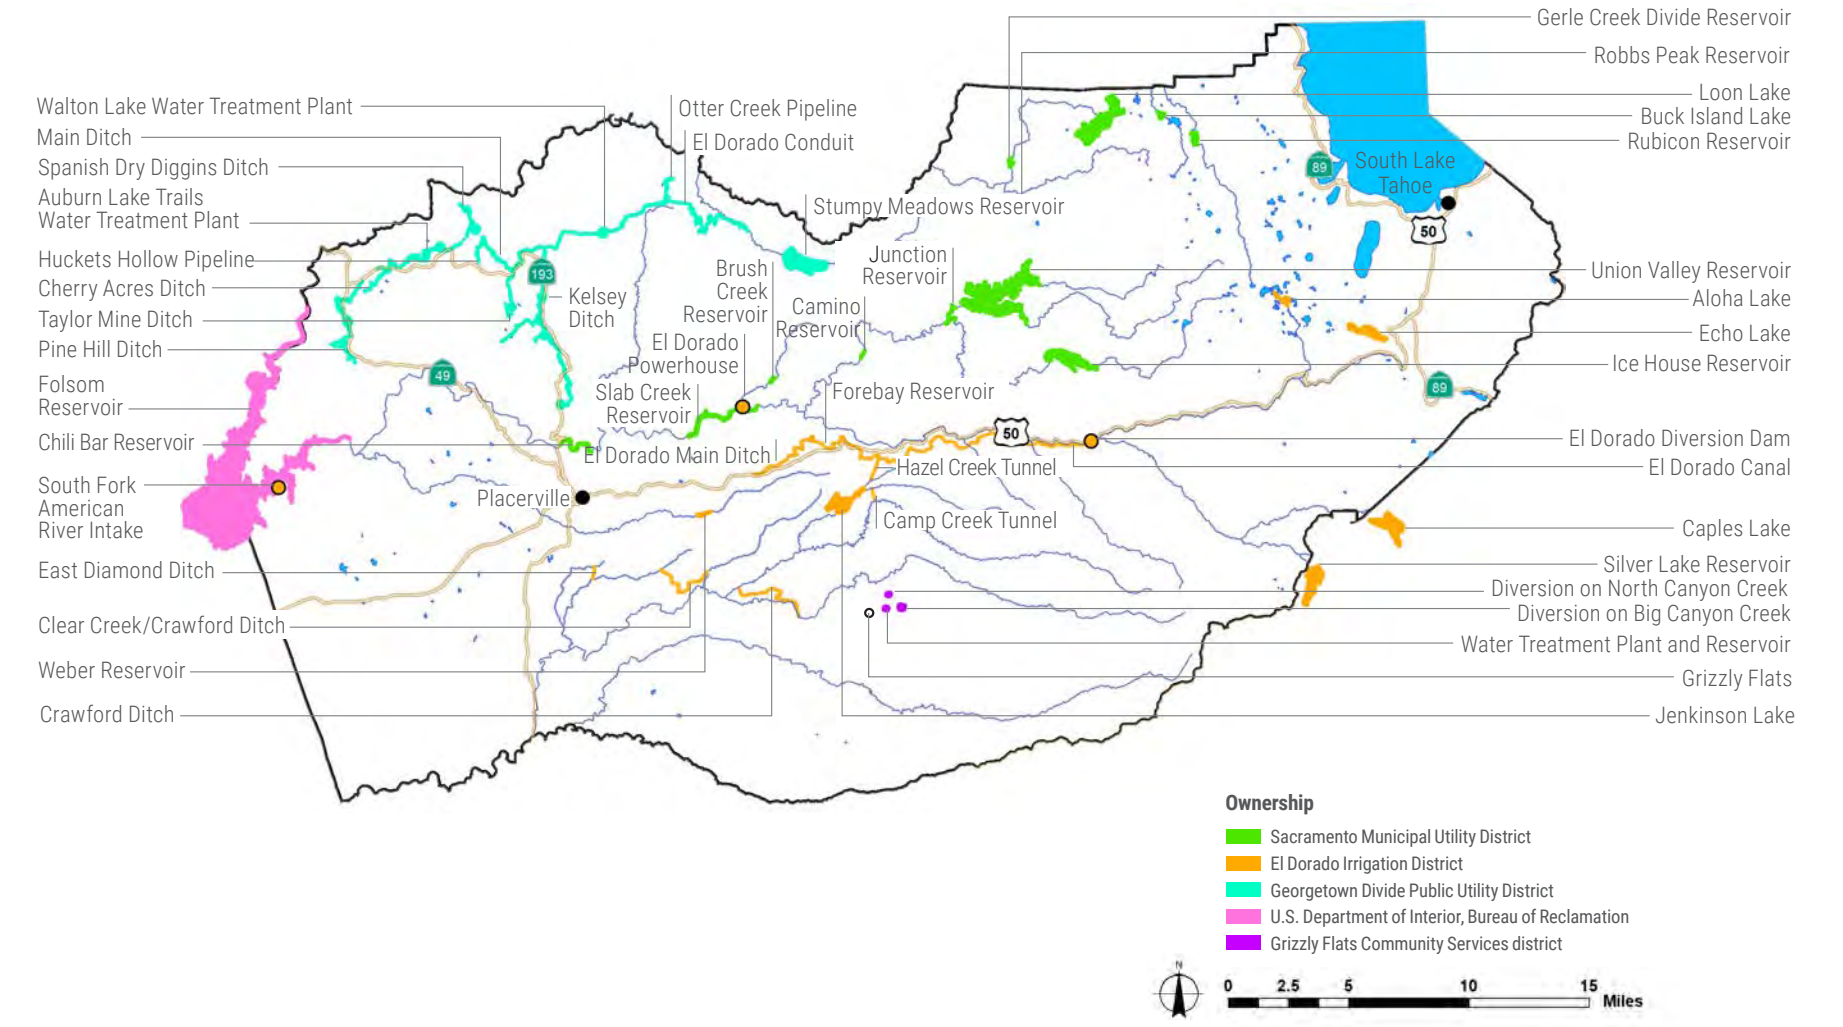 Gerle Creek Divide Reservoir
Robbs Peak Reservoir
Loon Lake
Buck Island Lake
Rubicon Reservoir
Walton Lake Water Treatment Plant
Main Ditch
Spanish Dry Diggins Ditch
Auburn Lake Trails
Water Treatment Plant
Huckets Hollow Pipeline
Cherry Acres Ditch
Taylor Mine Ditch
Pine Hill Ditch
Folsom
Reservoir
Chili Bar Reservoir
South Fork
American
River Intake
East Diamond Ditch
Clear Creek/Crawford Ditch
Weber Reservoir
Crawford Ditch
Otter Creek Pipeline
El Dorado Conduit
Stumpy Meadows Reservoir
Junction
Reservoir
Brush
Creek
Reservoir
Camino
Reservoir
Kelsey
Ditch
El Dorado
Powerhouse
Slab Creek
Reservoir
Forebay Reservoir
El Dorado Main Ditch
Hazel Creek Tunnel
Camp Creek Tunnel
Placerville
South Lake
Tahoe
193
49
50
89
50
89
Union Valley Reservoir
Aloha Lake
Echo Lake
Ice House Reservoir
El Dorado Diversion Dam
El Dorado Canal
Caples Lake
Silver Lake Reservoir
Diversion on North Canyon Creek
Diversion on Big Canyon Creek
Water Treatment Plant and Reservoir
Grizzly Flats
Jenkinson Lake
Ownership
Sacramento Municipal Utility District
El Dorado Irrigation District
Georgetown Divide Public Utility District
U.S. Department of Interior, Bureau of Reclamation
Grizzly Flats Community Services district
N
0 2.5 5 10 15
Miles